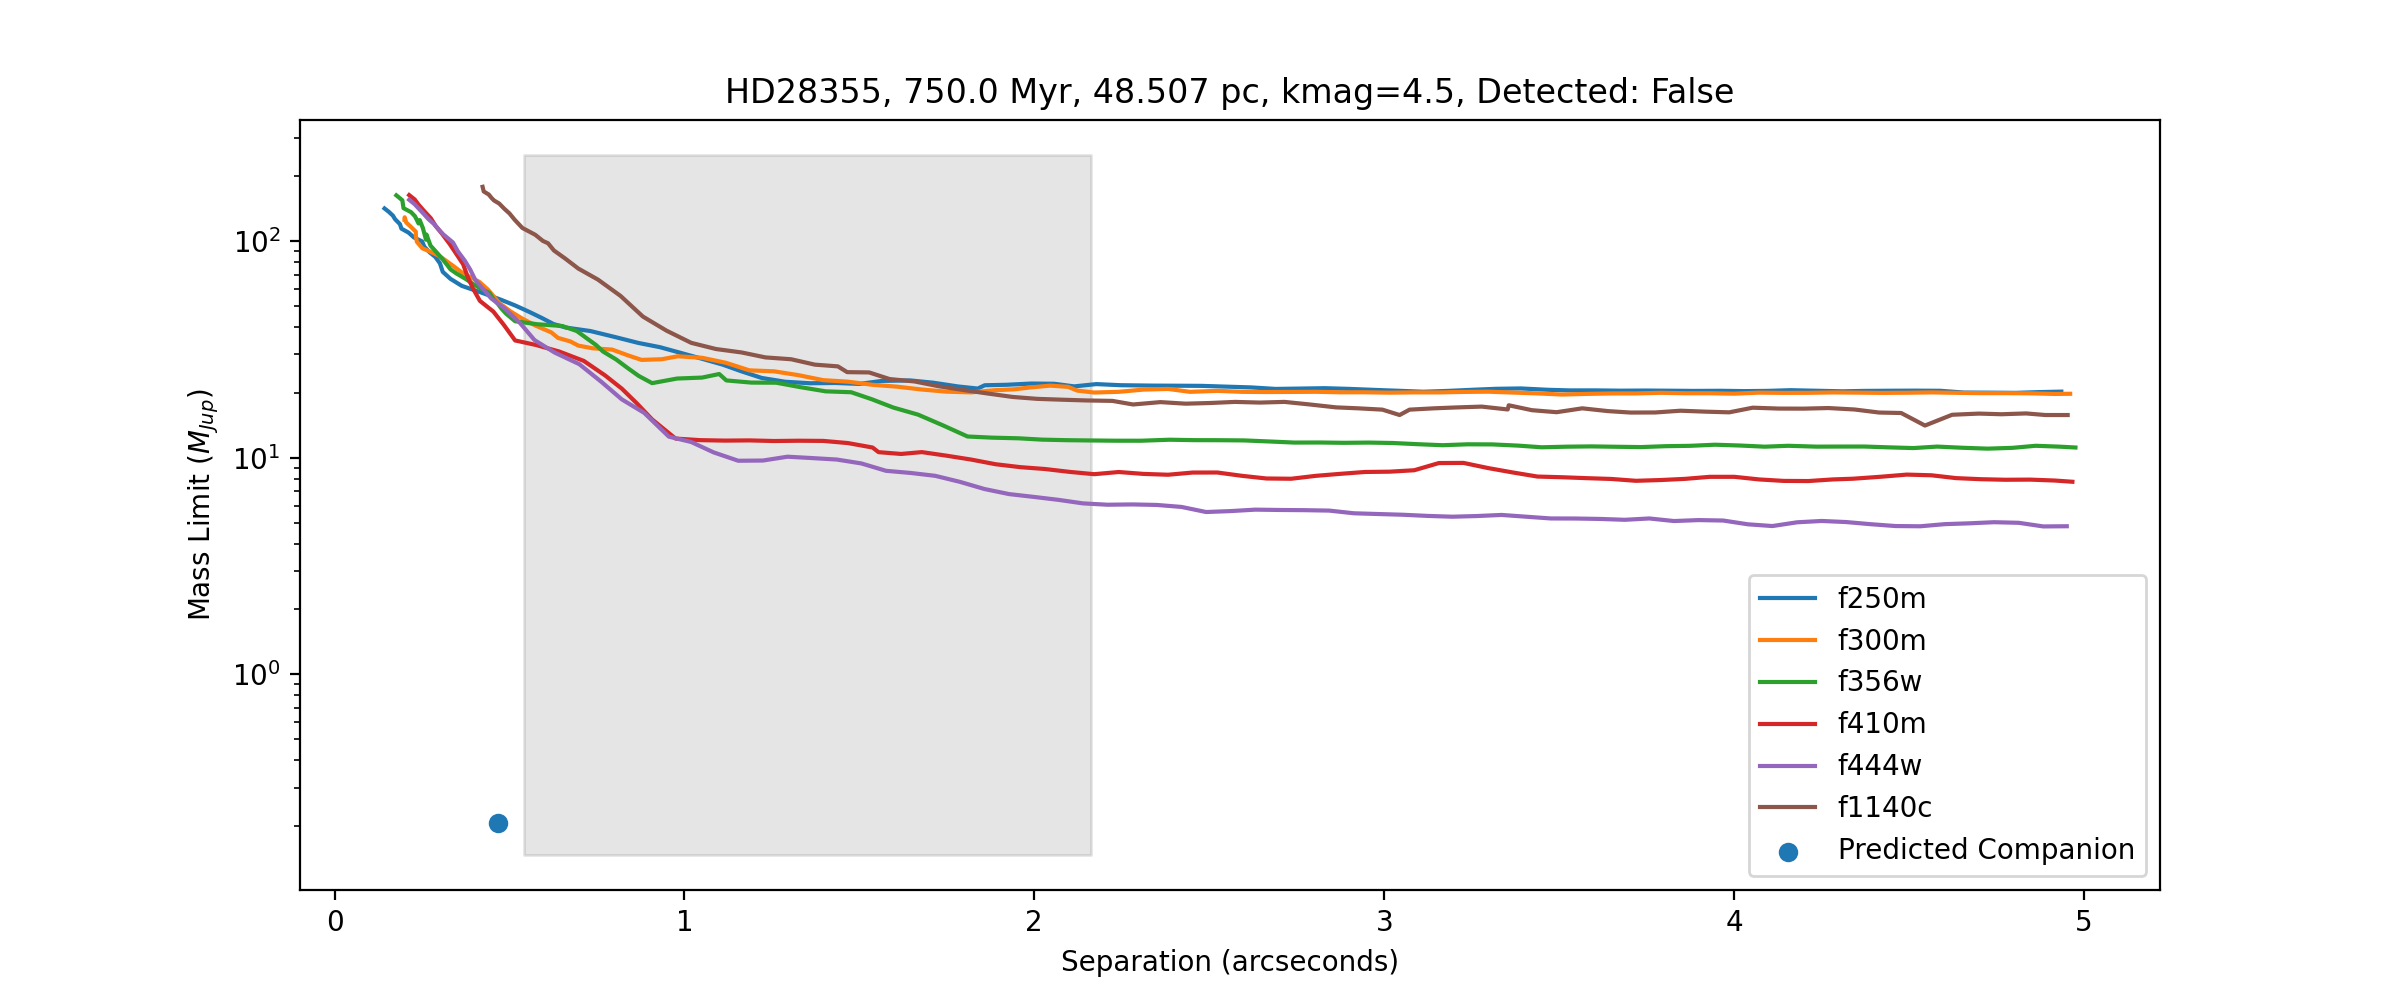 HD28355, 750.0 Myr, 48.507 pc, kmag=4.5, Detected: False
Mass Limit (M_Jup)
10²
10¹
10⁰
f250m
f300m
f356w
f410m
f444w
f1140c
Predicted Companion
0 1 2 3 4 5
Separation (arcseconds)